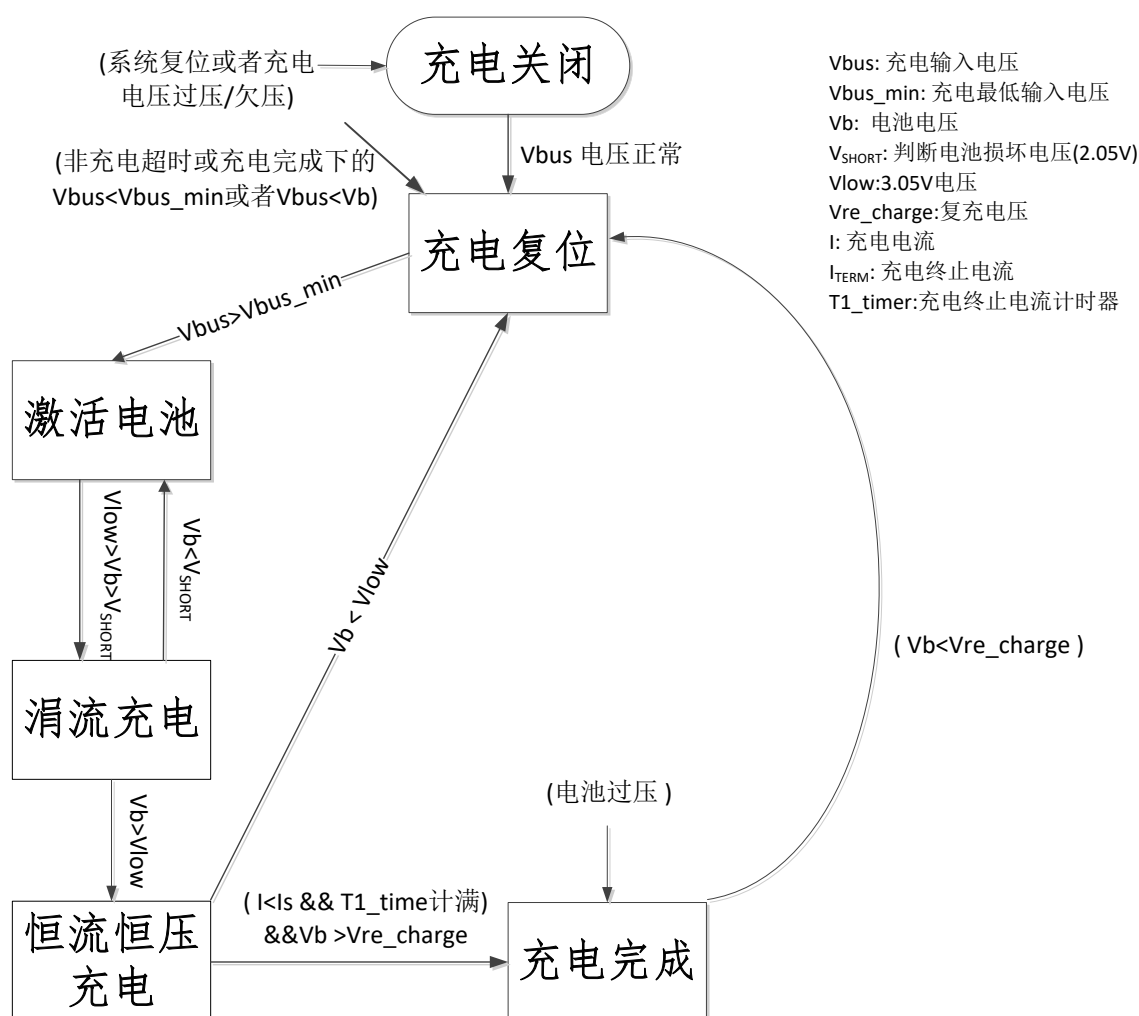 充电关闭
(系统复位或者充电
电压过压/欠压)
Vbus 电压正常
(非充电超时或充电完成下的
Vbus<Vbus_min或者Vbus<Vb)
充电复位
Vbus: 充电输入电压
Vbus_min: 充电最低输入电压
Vb: 电池电压
VSHORT: 判断电池损坏电压(2.05V)
Vlow:3.05V电压
Vre_charge:复充电压
I: 充电电流
ITERM: 充电终止电流
T1_timer:充电终止电流计时器
Vbus>Vbus_min
激活电池
Vlow>Vb>VSHORT
Vb<VSHORT
Vb < Vlow
( Vb<Vre_charge )
涓流充电
Vb>Vlow
(电池过压 )
恒流恒压
充电
( I<Is && T1_time计满)
&&Vb >Vre_charge
充电完成